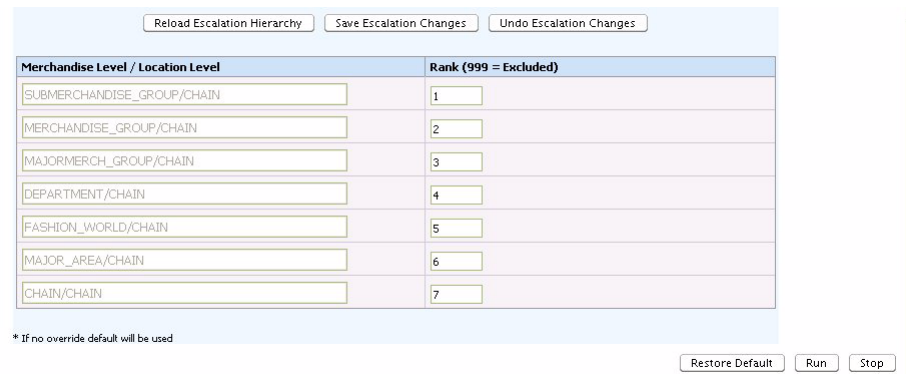 Reload Escalation Hierarchy Save Escalation Changes Undo Escalation Changes
Merchandise Level / Location Level Rank (999 = Excluded)
SUBMERCHANDISE_GROUP/CHAIN 1
MERCHANDISE_GROUP/CHAIN 2
MAJORMERCH_GROUP/CHAIN 3
DEPARTMENT/CHAIN 4
FASHION_WORLD/CHAIN 5
MAJOR_AREA/CHAIN 6
CHAIN/CHAIN 7
* If no override default will be used
Restore Default Run Stop